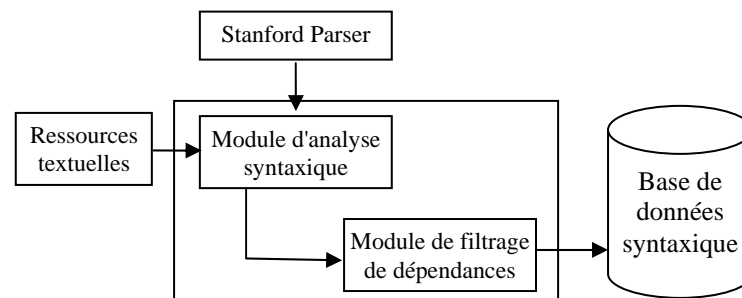 Stanford Parser
Ressources
textuelles
Module d'analyse
syntaxique
Module de filtrage
de dépendances
Base de
données
syntaxique